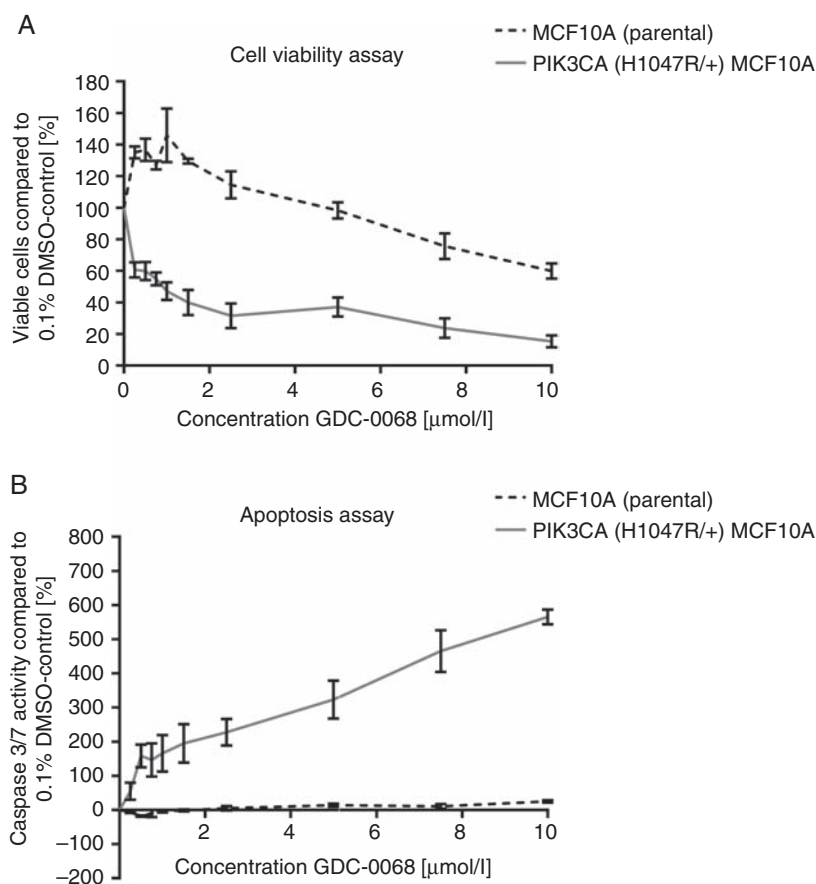 A
Cell viability assay
MCF10A (parental)
PIK3CA (H1047R/+) MCF10A
Viable cells compared to
0.1% DMSO-control [%]
180
160
140
120
100
80
60
40
20
0
0 2 4 6 8 10
Concentration GDC-0068 [μmol/l]
B
Apoptosis assay
MCF10A (parental)
PIK3CA (H1047R/+) MCF10A
Caspase 3/7 activity compared to
0.1% DMSO-control [%]
800
700
600
500
400
300
200
100
0
−100
−200
2 4 6 8 10
Concentration GDC-0068 [μmol/l]